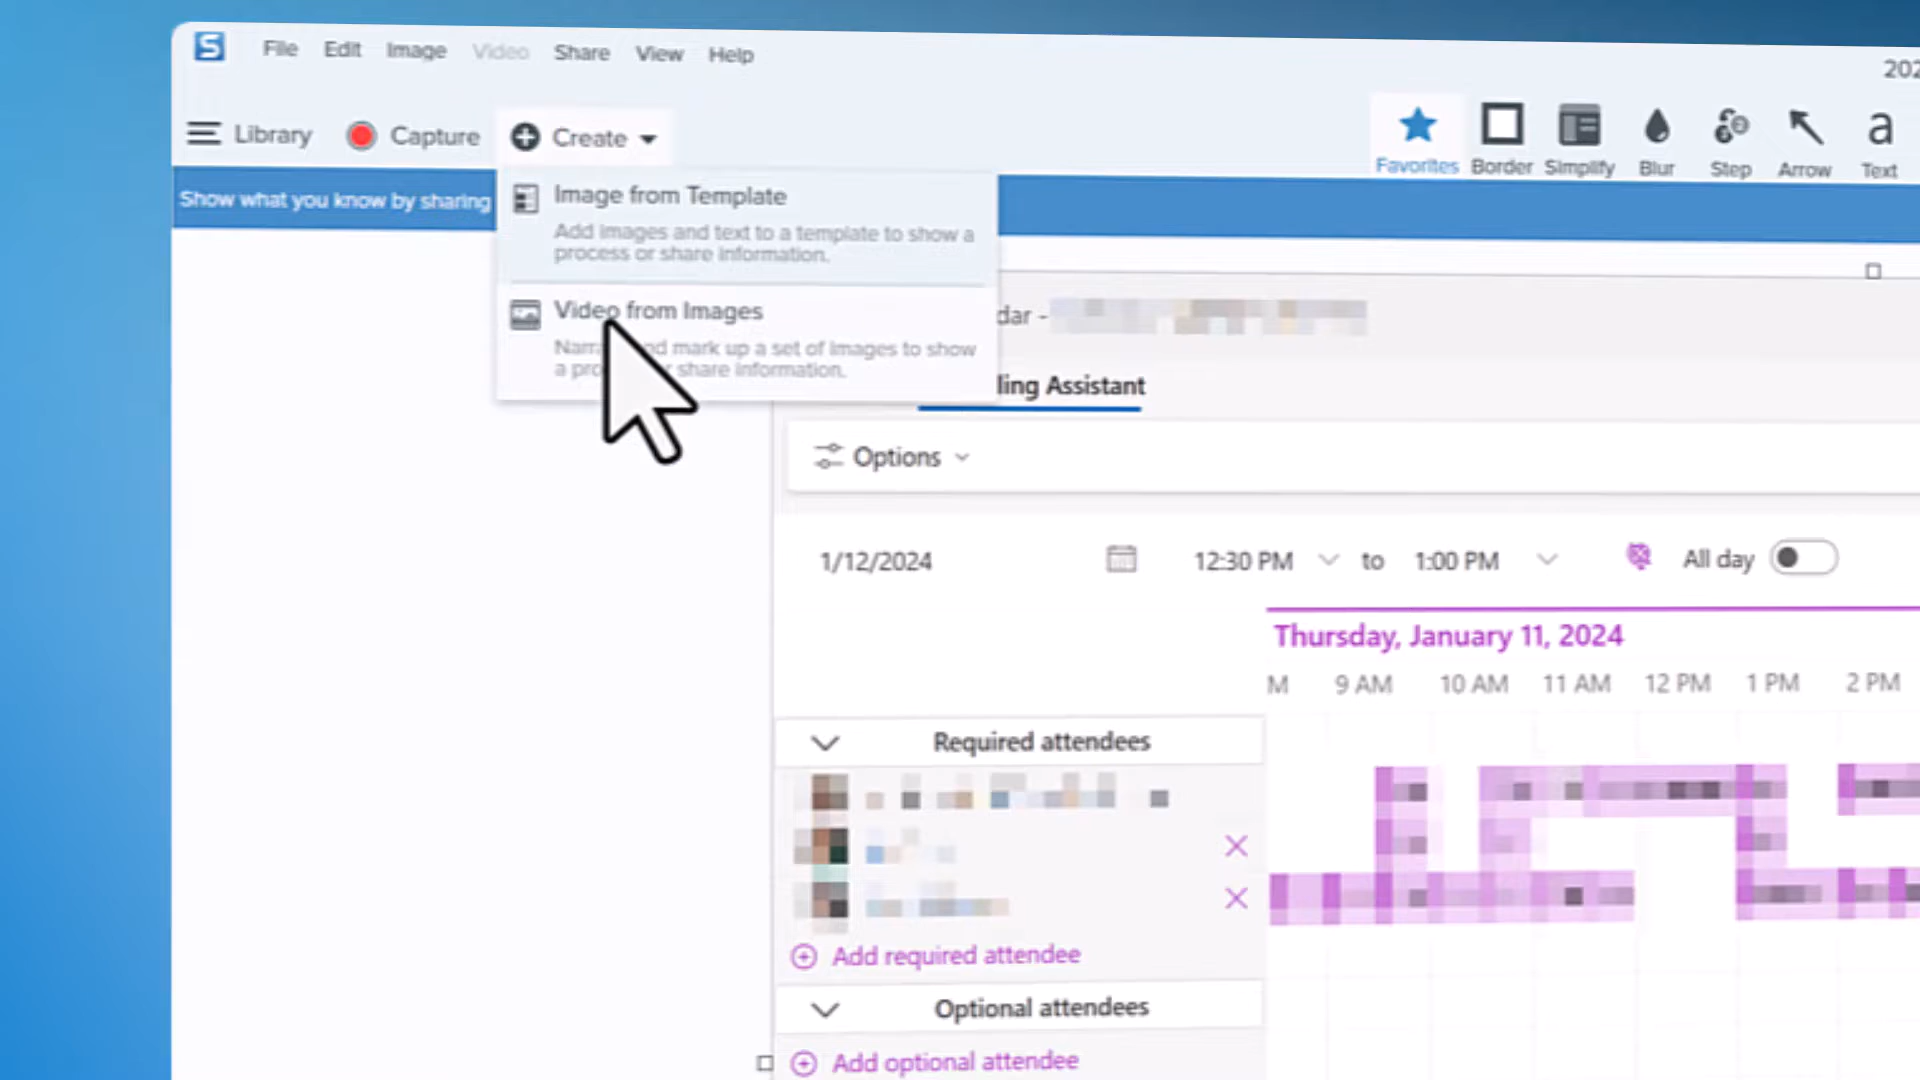 S File Edit Image Video Share View Help
202
Library Capture Create
Favorites Border Simplify Blur Step Arrow Text
Show what you know by sharing
Image from Template
Add images and text to a template to show a
process or share information.
Video from Images
mark up a set of images to show
a share information.
dar -
ling Assistant
Options
1/12/2024 12:30 PM to 1:00 PM All day
Thursday, January 11, 2024
M 9 AM 10 AM 11 AM 12 PM 1 PM 2 PM
Required attendees
Add required attendee
Optional attendees
Add optional attendee